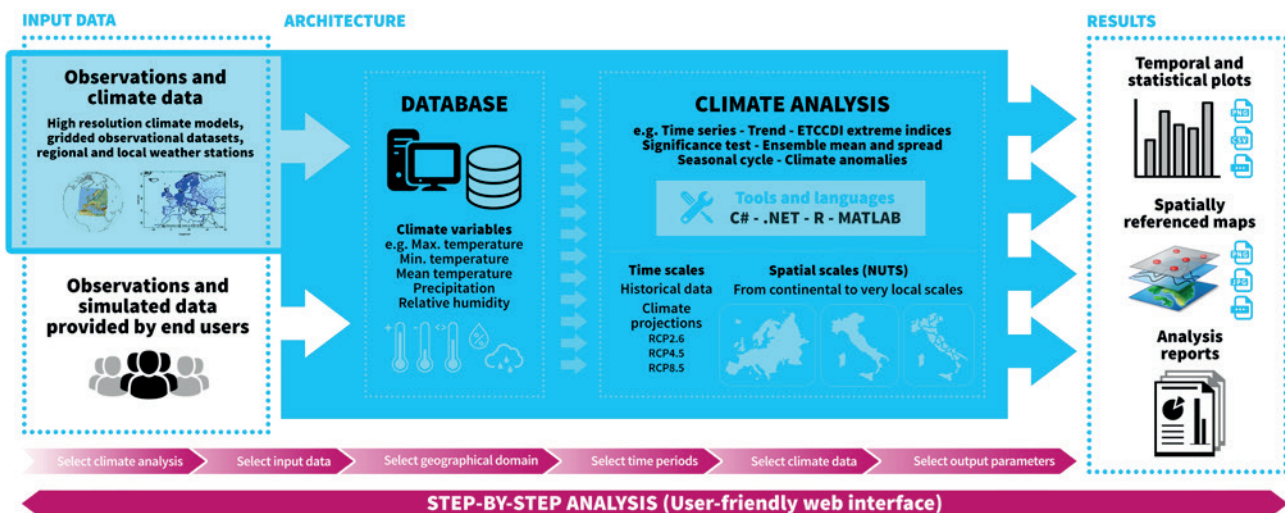 INPUT DATA
ARCHITECTURE
RESULTS
Observations and
climate data
High resolution climate models,
gridded observational datasets,
regional and local weather stations
Observations and
simulated data
provided by end users
DATABASE
Climate variables
e.g. Max. temperature
Min. temperature
Mean temperature
Precipitation
Relative humidity
CLIMATE ANALYSIS
e.g. Time series - Trend - ETCCDI extreme indices
Significance test - Ensemble mean and spread
Seasonal cycle - Climate anomalies
Tools and languages
C# - .NET - R - MATLAB
Time scales
Historical data
Climate
projections
RCP2.6
RCP4.5
RCP8.5
Spatial scales (NUTS)
From continental to very local scales
Temporal and
statistical plots
PNG
CSV
Spatially
referenced maps
PNG
Analysis
reports
Select climate analysis
Select input data
Select geographical domain
Select time periods
Select climate data
Select output parameters
STEP-BY-STEP ANALYSIS (User-friendly web interface)